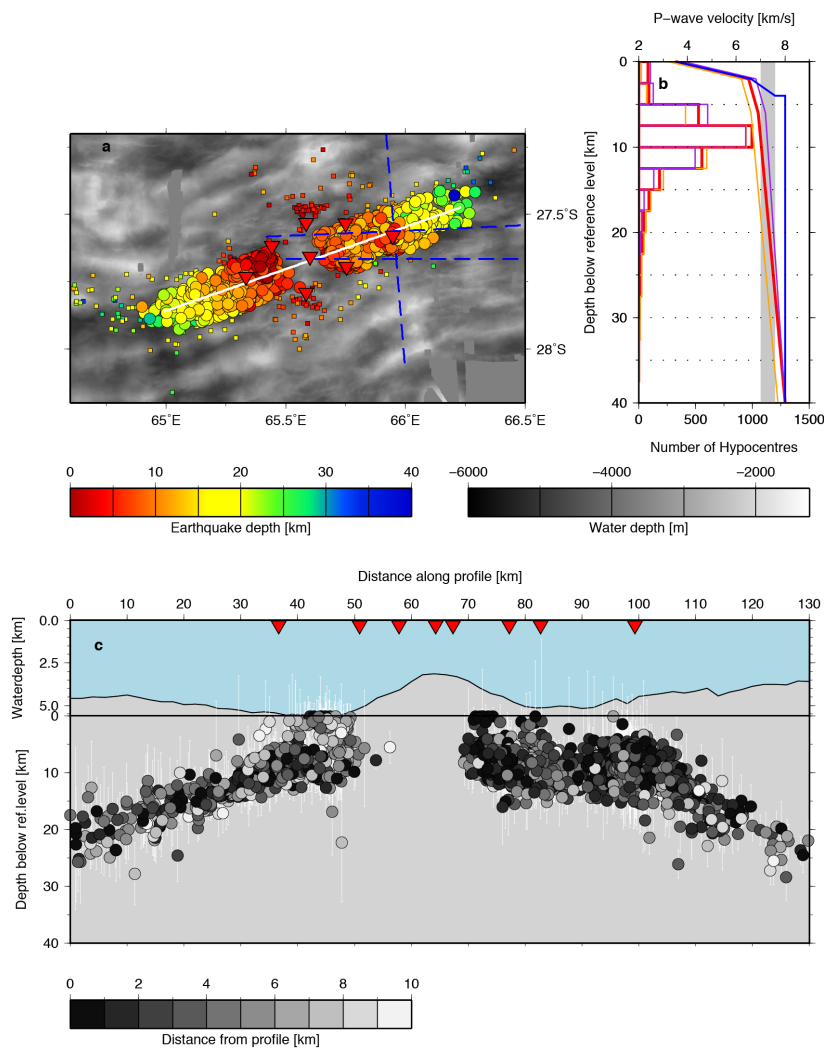 P−wave velocity [km/s]
2 4 6 8
a
27.5˚S
28˚S
65˚E 65.5˚E 66˚E 66.5˚E
b
Depth below reference level [km]
0
10
20
30
40
0 500 1000 1500
Number of Hypocentres
0 10 20 30 40
Earthquake depth [km]
−6000 −4000 −2000
Water depth [m]
Distance along profile [km]
0 10 20 30 40 50 60 70 80 90 100 110 120 130
c
Waterdepth [km]
0.0
2.5
5.0
Depth below ref.level [km]
0
10
20
30
40
0 2 4 6 8 10
Distance from profile [km]